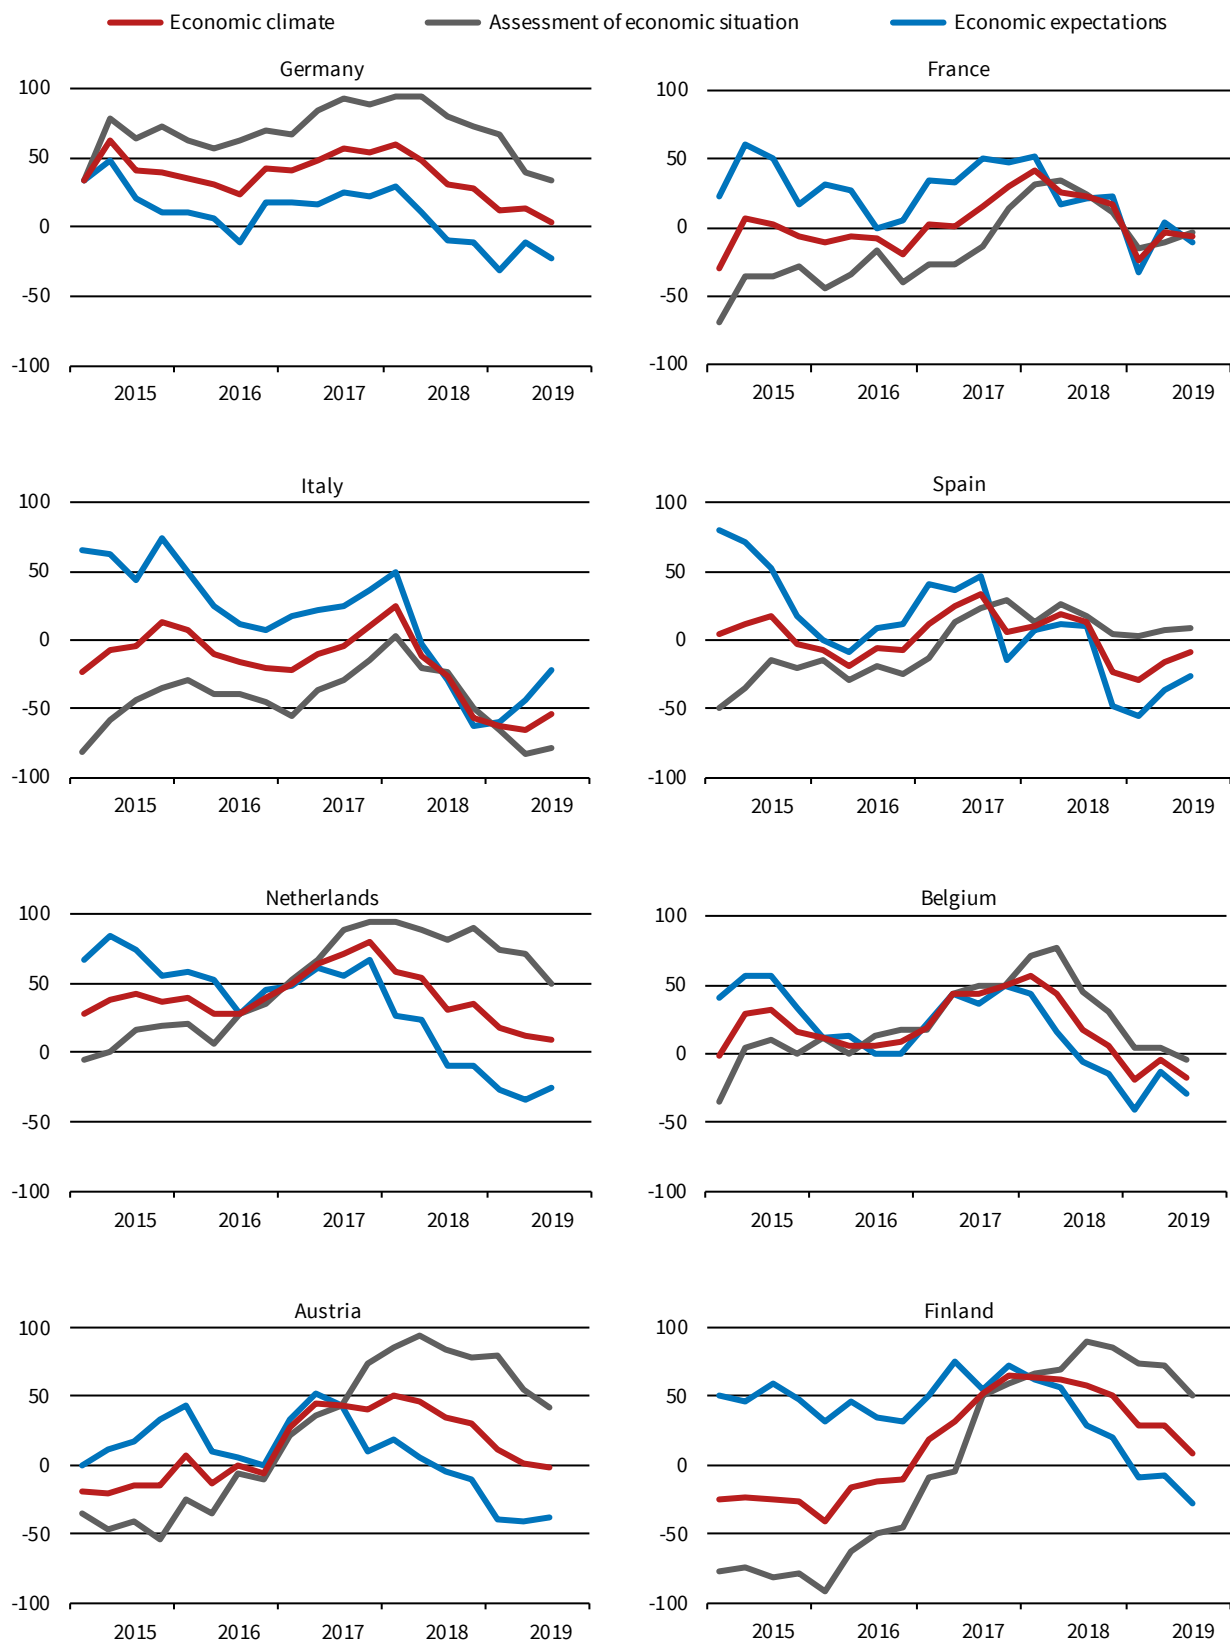 Economic climate Assessment of economic situation Economic expectations
Germany France
100 100
50 50
0 0
-50 -50
-100 -100
2015 2016 2017 2018 2019 2015 2016 2017 2018 2019
Italy Spain
100 100
50 50
0 0
-50 -50
-100 -100
2015 2016 2017 2018 2019 2015 2016 2017 2018 2019
Netherlands Belgium
100 100
50 50
0 0
-50 -50
-100 -100
2015 2016 2017 2018 2019 2015 2016 2017 2018 2019
Austria Finland
100 100
50 50
0 0
-50 -50
-100 -100
2015 2016 2017 2018 2019 2015 2016 2017 2018 2019